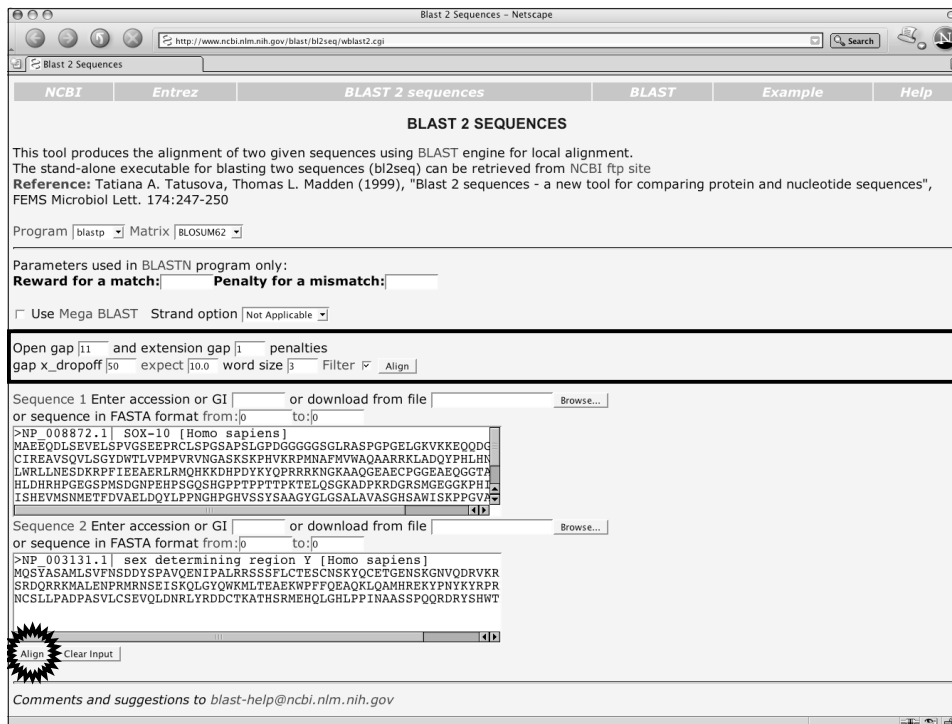 Blast 2 Sequences – Netscape
http://www.ncbi.nlm.nih.gov/blast/bl2seq/wblast2.cgi
Search
N
Blast 2 Sequences
NCBI Entrez BLAST 2 sequences BLAST Example Help
BLAST 2 SEQUENCES
This tool produces the alignment of two given sequences using BLAST engine for local alignment.
The stand-alone executable for blasting two sequences (bl2seq) can be retrieved from NCBI ftp site
Reference: Tatiana A. Tatusova, Thomas L. Madden (1999), "Blast 2 sequences - a new tool for comparing protein and nucleotide sequences",
FEMS Microbiol Lett. 174:247-250
Program blastp Matrix BLOSUM62
Parameters used in BLASTN program only:
Reward for a match: Penalty for a mismatch:
Use Mega BLAST Strand option Not Applicable
Open gap 11 and extension gap 1 penalties
gap x_dropoff 50 expect 10.0 word size 3 Filter Align
Sequence 1 Enter accession or GI or download from file Browse...
or sequence in FASTA format from: 0 to: 0
>NP_008872.1| SOX-10 [Homo sapiens]
MAEEQDLSEVELSPVGSEEPRCLSPGSAPSLGPDGGGGGSGLRASPGPGELGKVKKEQQDG
CIREAVSQVLSGYDWTLVPMPVRVNGASKSKPHVKRPMNAFMVWAQAARRKLADQYPHLHN
LWRLLNESDKRPFIEEAERLRMQHKKDHPDYKYQPRRRKNGKAAQGEAECPGGEAEQGGTA
HLDHRHPGEGSPMSDGNPEHPSGQSHGPPTPPTTPKTELQSGKADPKRDGRSMGEGGKPHI
ISHEVMSNMETFDVAELDQYLPPNGHPGHVSSYSAAGYGLGSALAVASGHSAWISKPPGVA
Sequence 2 Enter accession or GI or download from file Browse...
or sequence in FASTA format from: 0 to: 0
>NP_003131.1| sex determining region Y [Homo sapiens]
MQSYASAMLSVFNSDDYSPAVQENIPALRRSSSFLCTESCNSKYQCETGENSKGNVQDRVKR
SRDQRRKMALENPRMRNSEISKQLGYQWKMLTEAEKWPFFQEAQKLQAMHREKYPNYKYRPR
NCSLLPADPASVLCSEVQLDNRLYRDDCTKATHSRMEHQLGHLPPINAASSPQQRDRYSHWT
Align Clear Input
Comments and suggestions to blast-help@ncbi.nlm.nih.gov